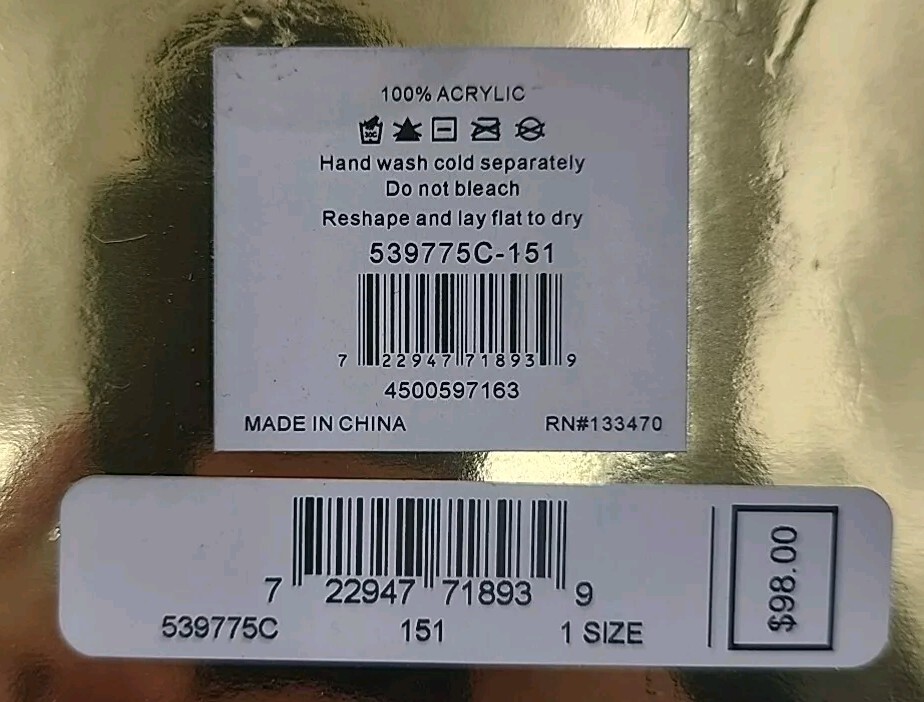 100% ACRYLIC
30C
Hand wash cold separately
Do not bleach
Reshape and lay flat to dry
539775C-151
7 22947 71893 9
4500597163
MADE IN CHINA RN#133470
7 22947 71893 9
539775C 151 1 SIZE
$98.00